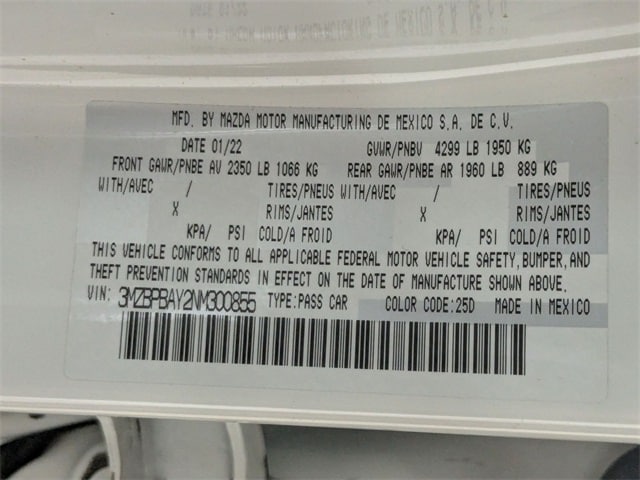 MFD. BY MAZDA MOTOR MANUFACTURING DE MEXICO S.A. DE C.V.
DATE 01/22 GVWR/PNBV 4299 LB 1950 KG
FRONT GAWR/PNBE AV 2350 LB 1066 KG REAR GAWR/PNBE AR 1960 LB 889 KG
WITH/AVEC / TIRES/PNEUS WITH/AVEC / TIRES/PNEUS
X RIMS/JANTES X RIMS/JANTES
KPA/ PSI COLD/A FROID KPA/ PSI COLD/A FROID
THIS VEHICLE CONFORMS TO ALL APPLICABLE FEDERAL MOTOR VEHICLE SAFETY,BUMPER,AND
THEFT PREVENTION STANDARDS IN EFFECT ON THE DATE OF MANUFACTURE SHOWN ABOVE.
VIN: 3MZBPBAY2NM300855 TYPE:PASS CAR COLOR CODE:25D MADE IN MEXICO